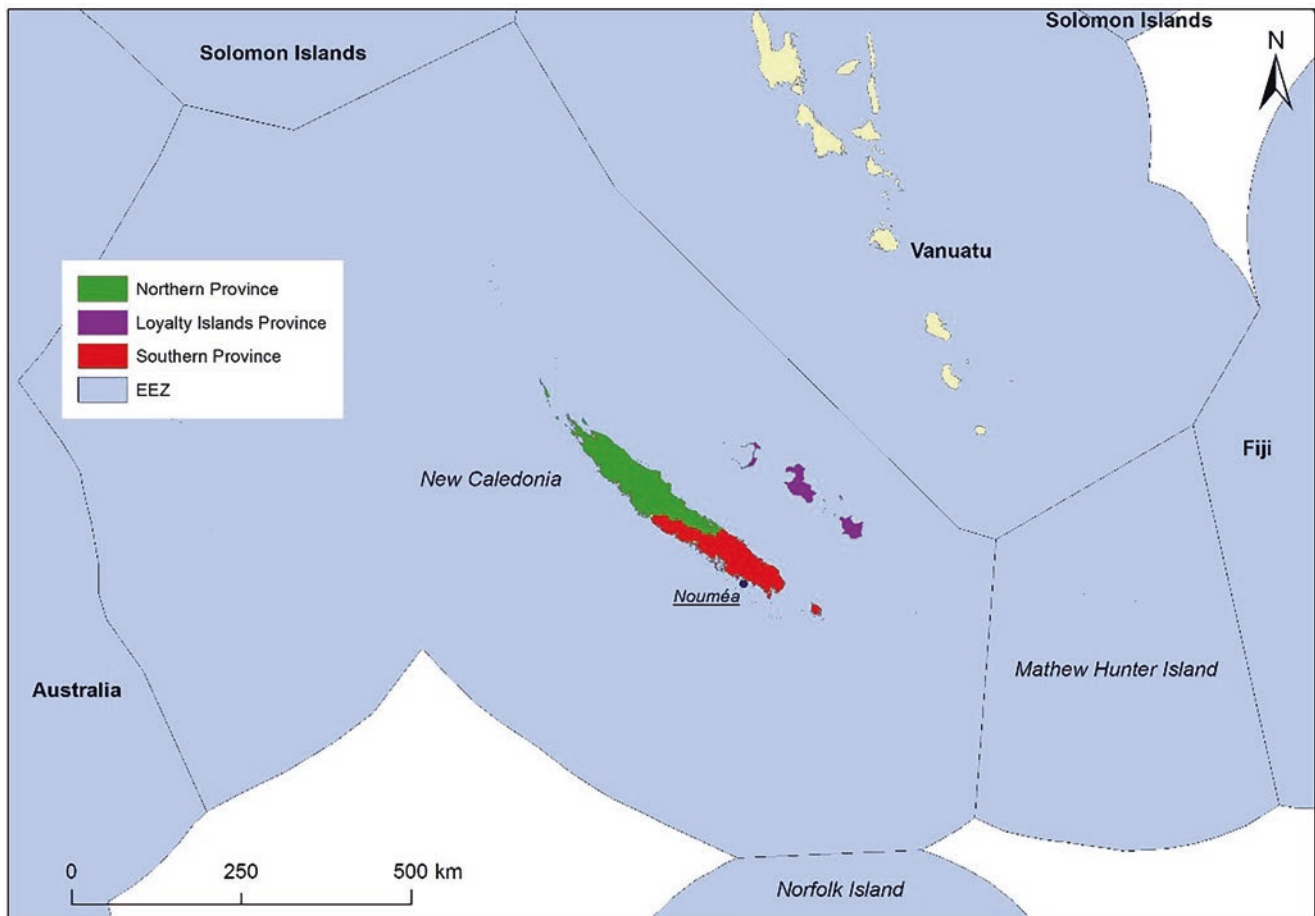 Solomon Islands
Solomon Islands
N
Vanuatu
Northern Province
Loyalty Islands Province
Southern Province
EEZ
Fiji
New Caledonia
Nouméa
Mathew Hunter Island
Australia
0 250 500 km
Norfolk Island